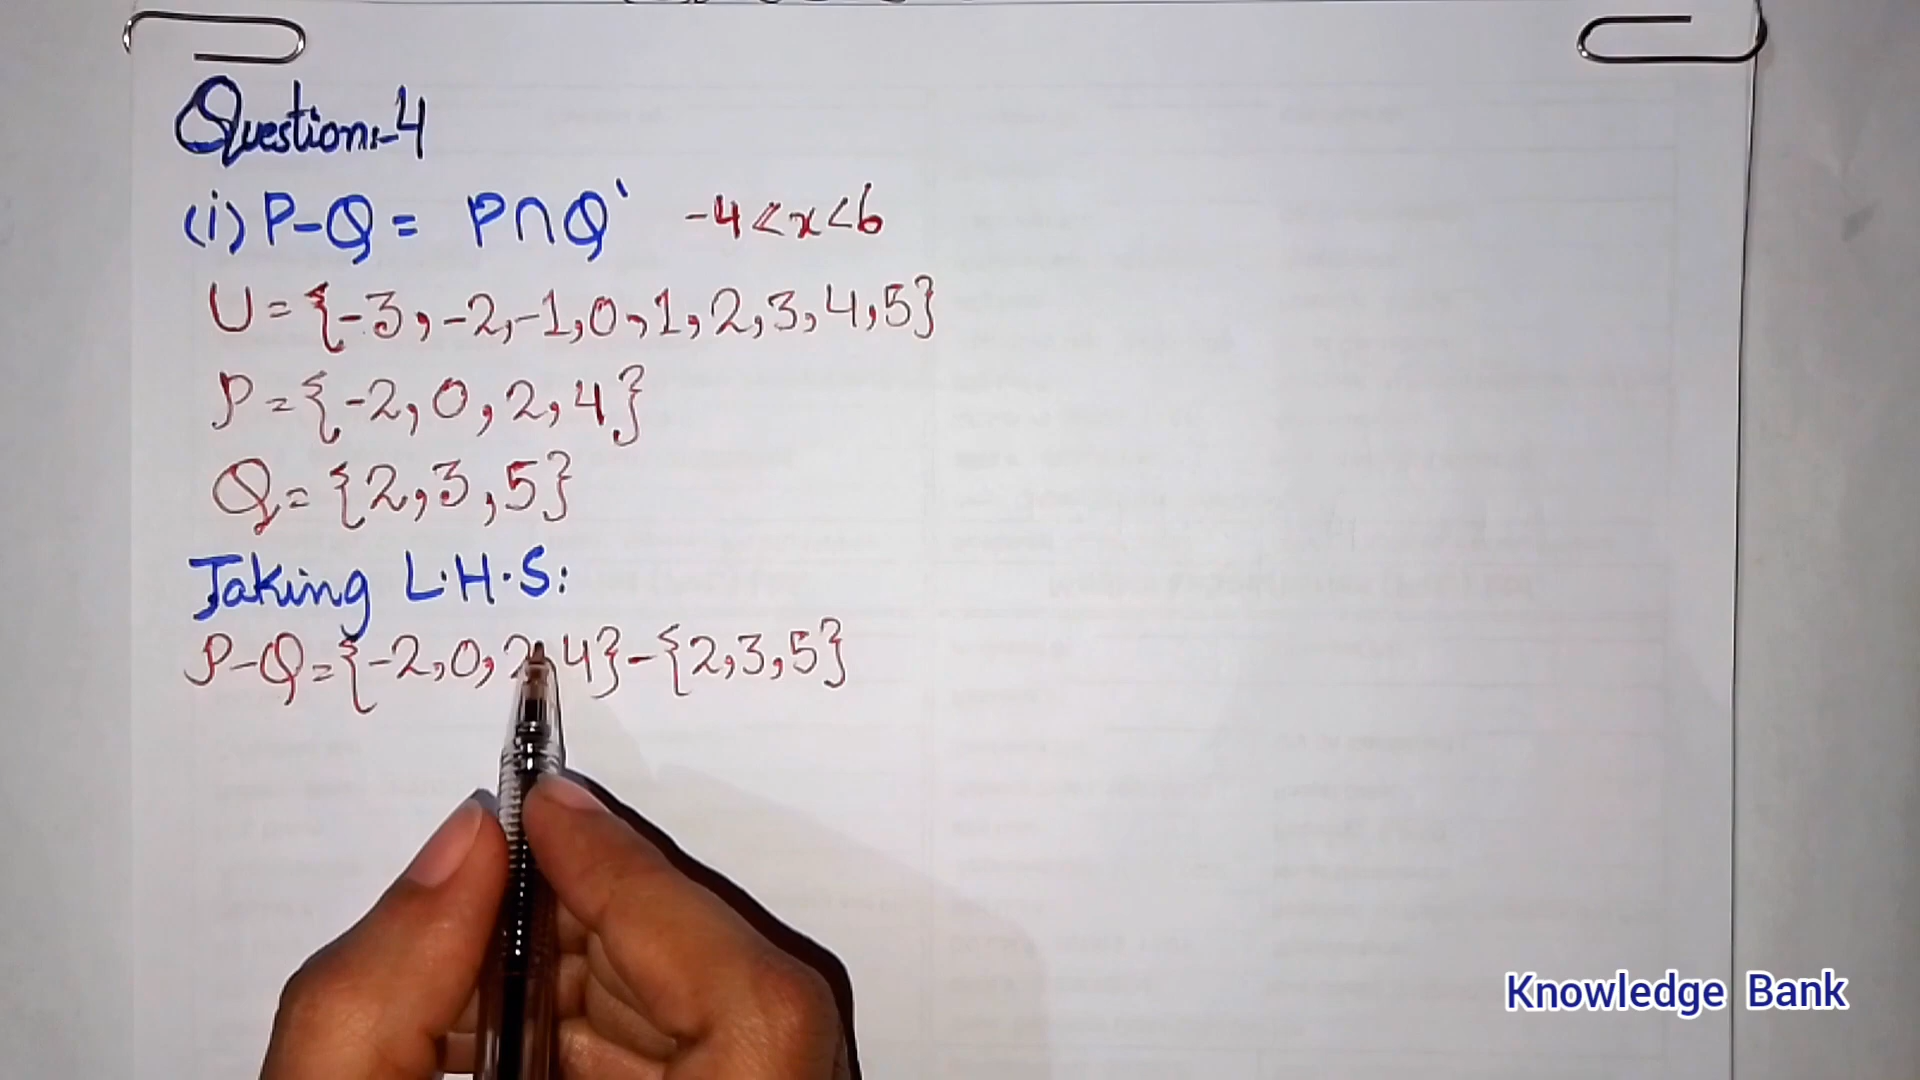 Question:-4
(i) P-Q = P∩Q' -4<x<6
U = {-3, -2, -1, 0, 1, 2, 3, 4, 5}
P = {-2, 0, 2, 4}
Q = {2, 3, 5}
Taking L.H.S:
P-Q = {-2, 0, 2, 4} - {2, 3, 5}
Knowledge Bank